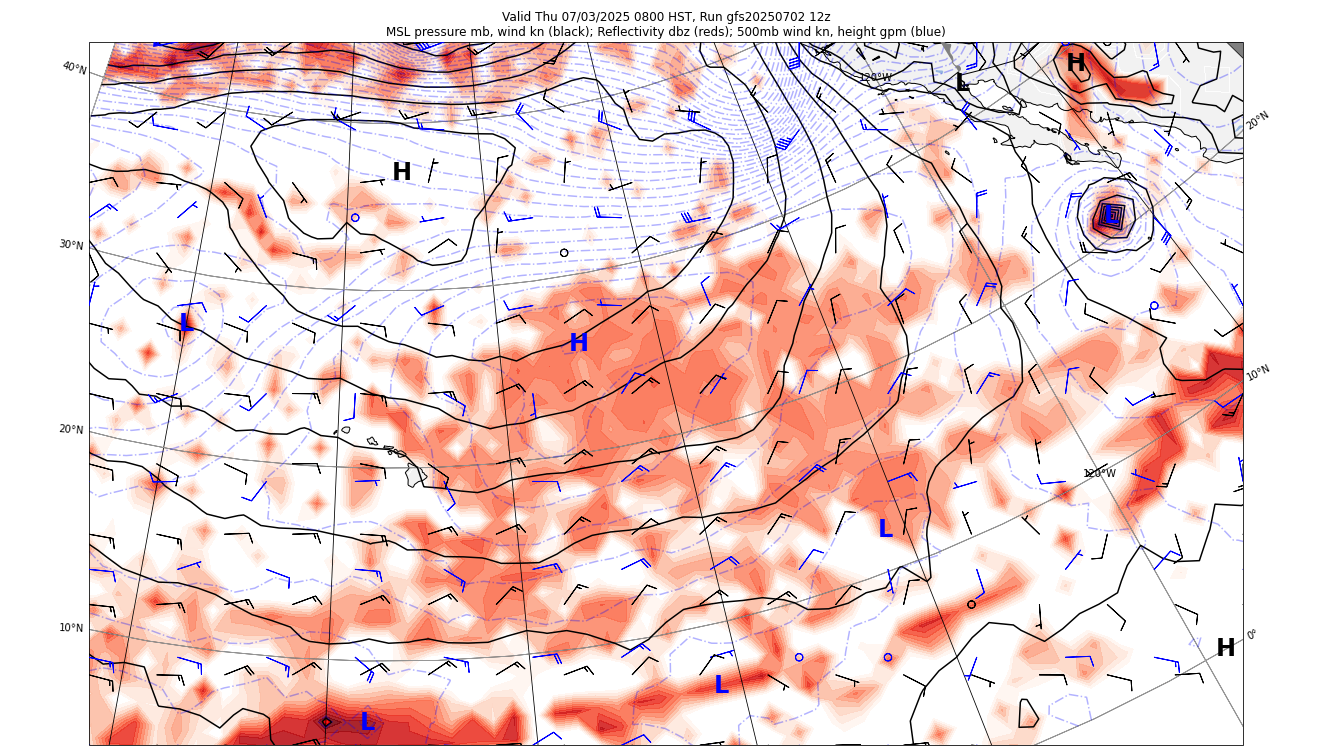 Valid Thu 07/03/2025 0800 HST, Run gfs20250702 12z
MSL pressure mb, wind kn (black); Reflectivity dbz (reds); 500mb wind kn, height gpm (blue)
H
40°N
120°W
L
20°N
H
L
30°N
L
H
10°N
20°N
120°W
L
10°N
0°
H
L
L